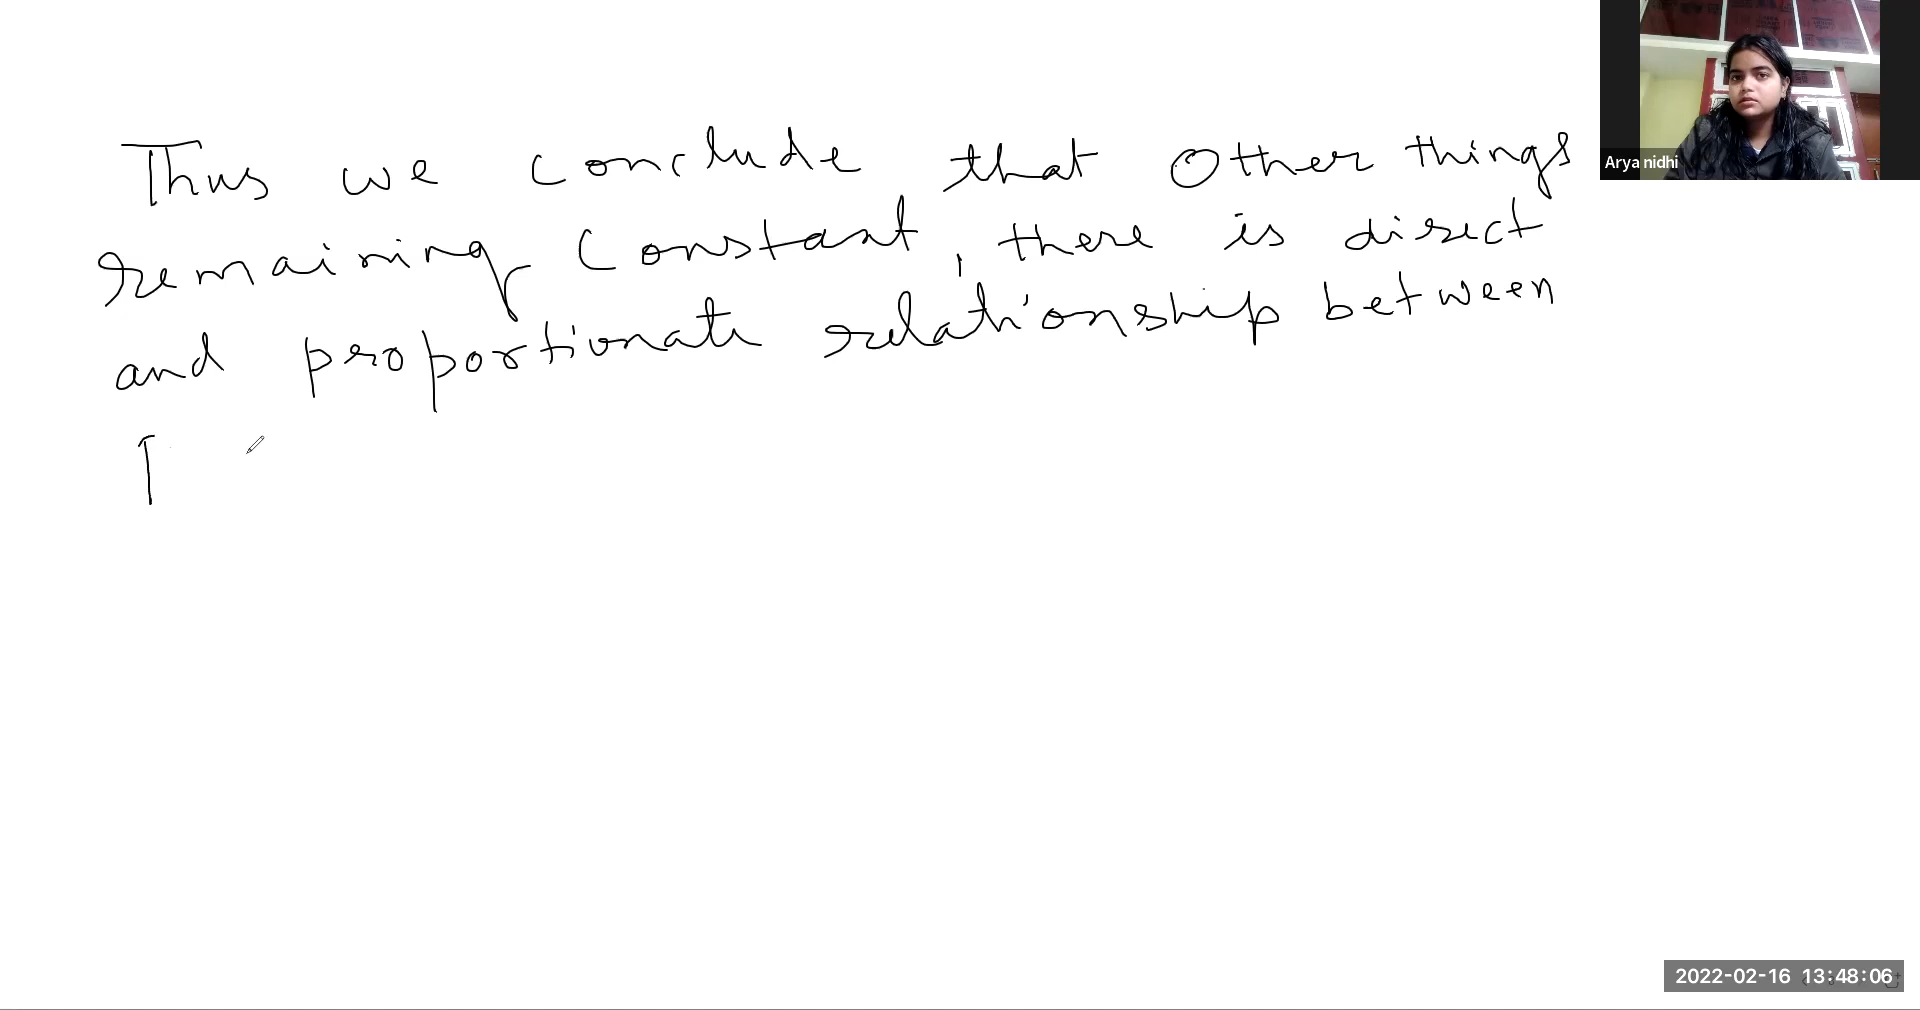 Thus we conclude that other things
remaining constant, there is direct
and proportionate relationship between
Arya nidhi
2022-02-16 13:48:06